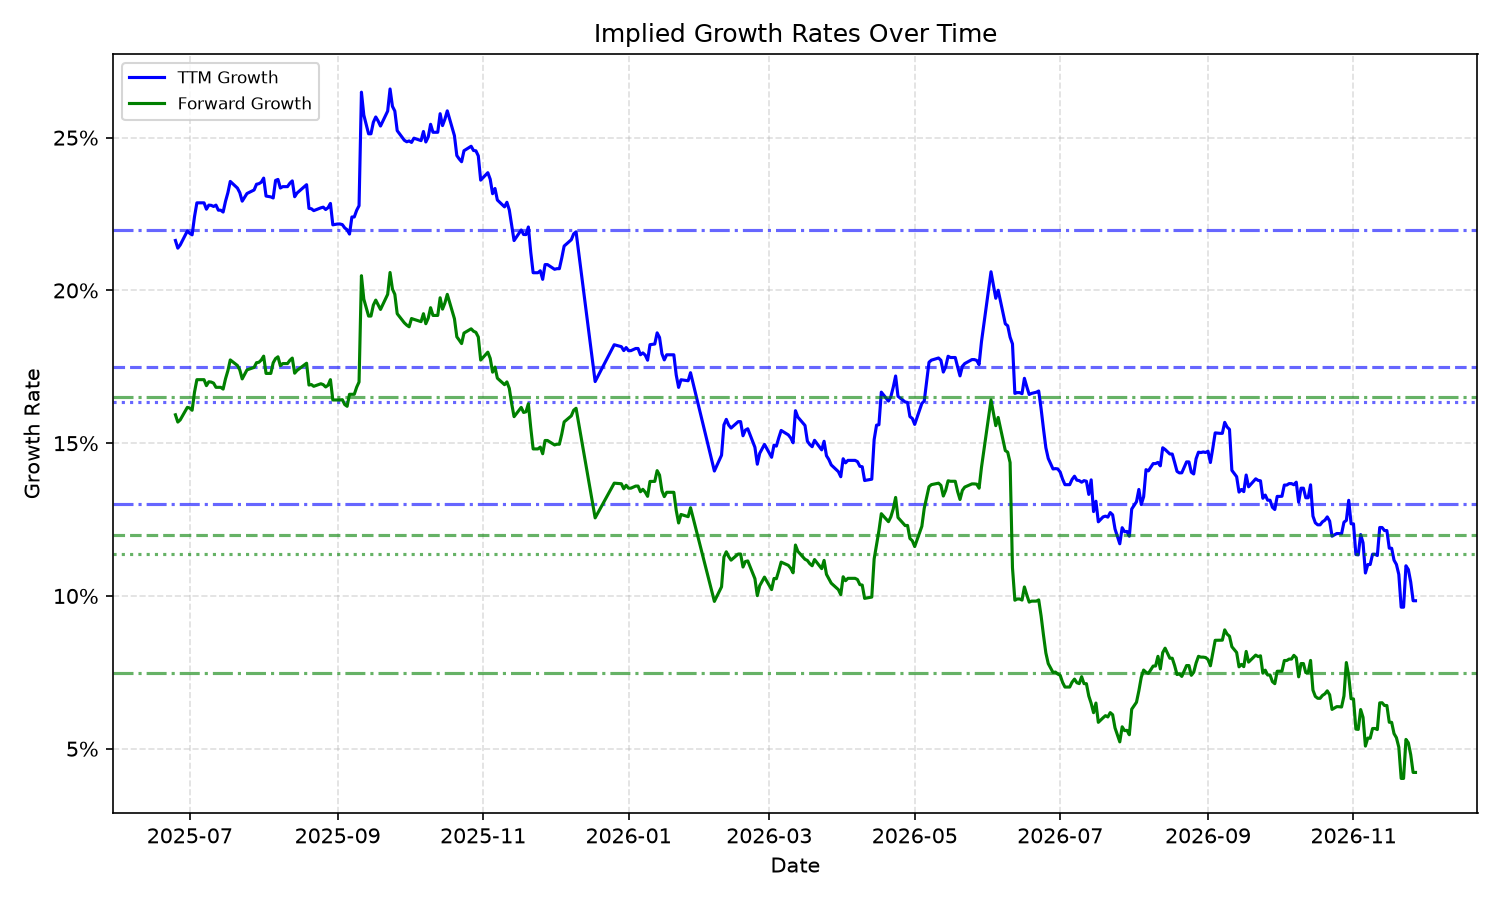 Implied Growth Rates Over Time
TTM Growth
Forward Growth
25%
20%
15%
10%
5%
Growth Rate
2025-07 2025-09 2025-11 2026-01 2026-03 2026-05 2026-07 2026-09 2026-11
Date